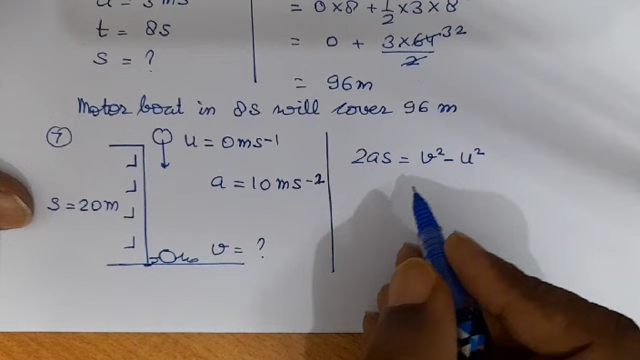 t = 8s
s = ?
= 0×8 + 1/2 × 3 × 8
= 0 + 3×64 32/2
= 96m
Motor boat in 8s will cover 96 m
7
u = 0ms-1
a = 10ms-2
s = 20m
v = ?
2as = v² - u²